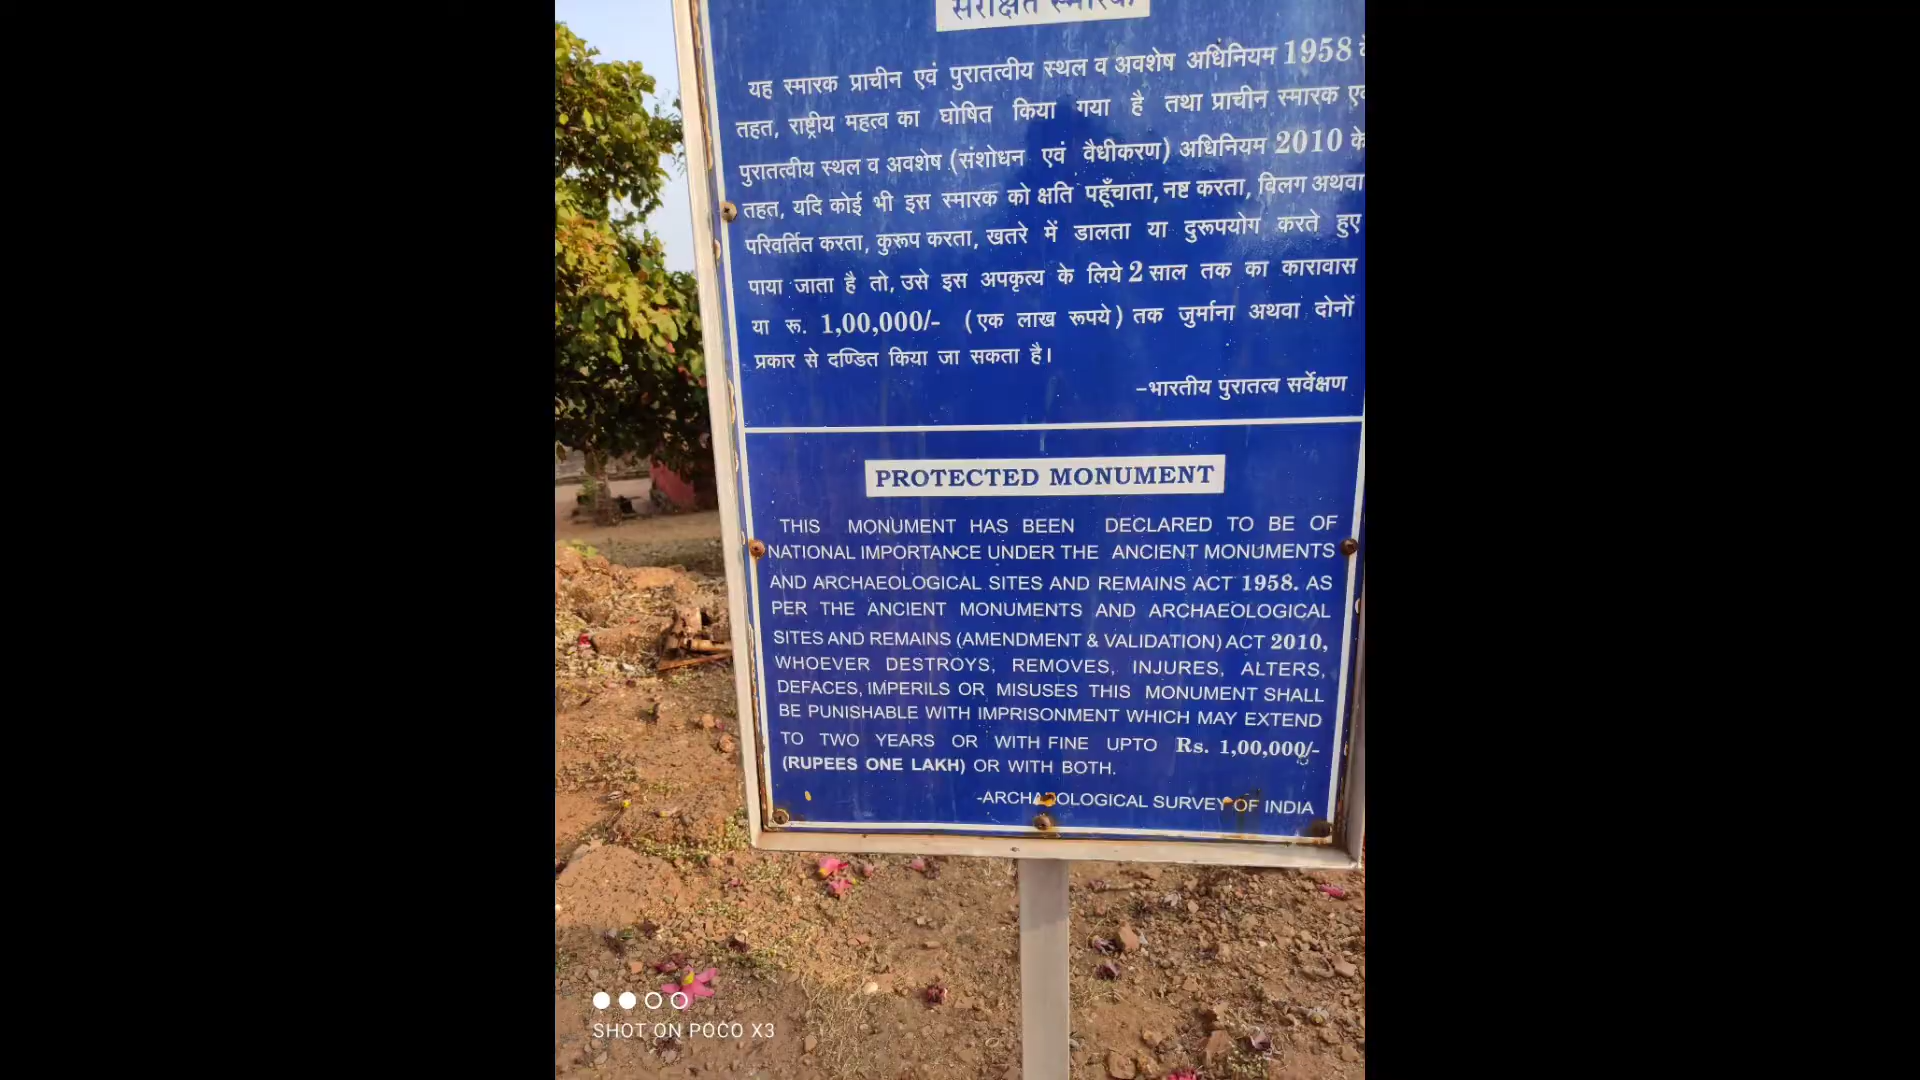 संरक्षित स्मारक
यह स्मारक प्राचीन एवं पुरातत्वीय स्थल व अवशेष अधिनियम 1958 के
तहत, राष्ट्रीय महत्व का घोषित किया गया है तथा प्राचीन स्मारक एवं
पुरातत्वीय स्थल व अवशेष (संशोधन एवं वैधीकरण) अधिनियम 2010 के
तहत, यदि कोई भी इस स्मारक को क्षति पहूँचाता, नष्ट करता, विलग अथवा
परिवर्तित करता, कुरूप करता, खतरे में डालता या दुरूपयोग करते हुए
पाया जाता है तो, उसे इस अपकृत्य के लिये 2 साल तक का कारावास
या रू. 1,00,000/- (एक लाख रूपये) तक जुर्माना अथवा दोनों
प्रकार से दण्डित किया जा सकता है।
-भारतीय पुरातत्व सर्वेक्षण
PROTECTED MONUMENT
THIS MONUMENT HAS BEEN DECLARED TO BE OF
NATIONAL IMPORTANCE UNDER THE ANCIENT MONUMENTS
AND ARCHAEOLOGICAL SITES AND REMAINS ACT 1958. AS
PER THE ANCIENT MONUMENTS AND ARCHAEOLOGICAL
SITES AND REMAINS (AMENDMENT & VALIDATION) ACT 2010,
WHOEVER DESTROYS, REMOVES, INJURES, ALTERS,
DEFACES, IMPERILS OR MISUSES THIS MONUMENT SHALL
BE PUNISHABLE WITH IMPRISONMENT WHICH MAY EXTEND
TO TWO YEARS OR WITH FINE UPTO Rs. 1,00,000/-
(RUPEES ONE LAKH) OR WITH BOTH.
-ARCHAEOLOGICAL SURVEY OF INDIA
SHOT ON POCO X3